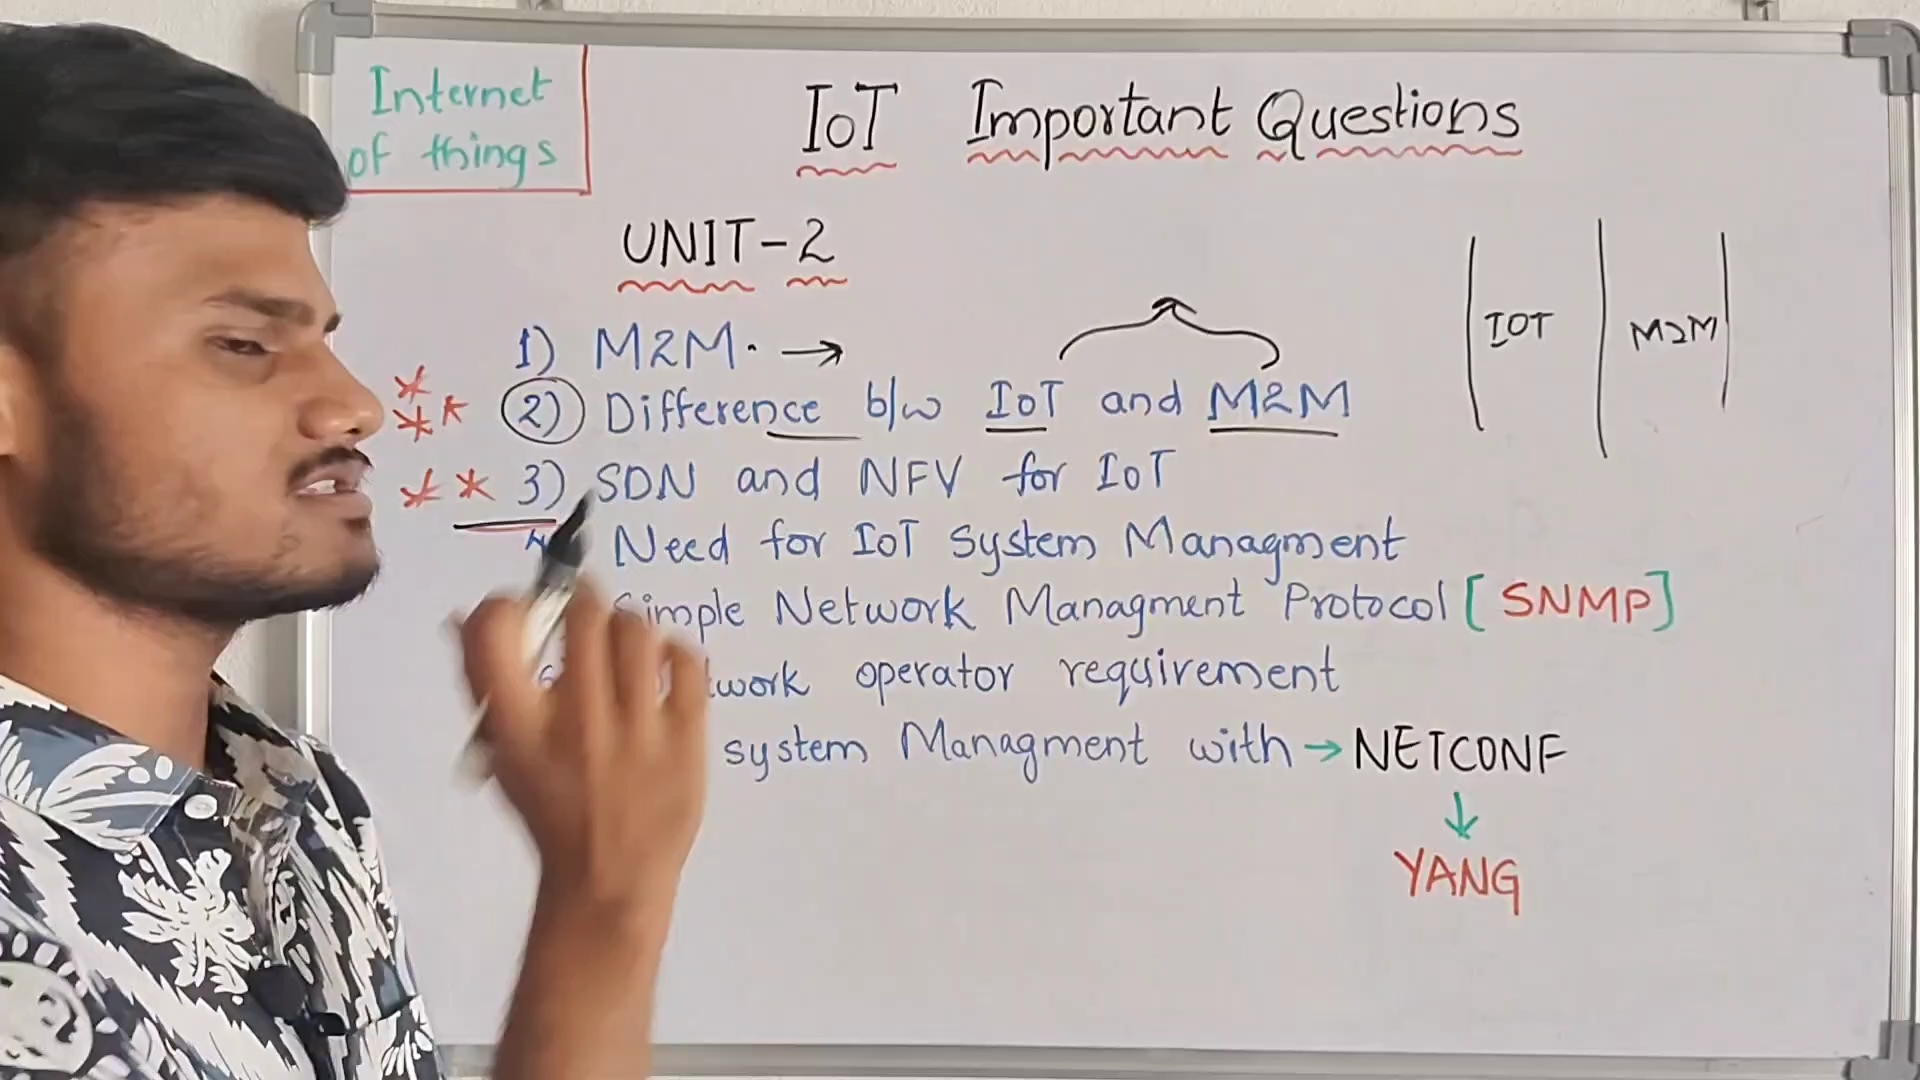 Internet
of things
IoT Important Questions
UNIT-2
1) M2M. →
2) Difference b/w IoT and M2M
3) SDN and NFV for IoT
Need for IoT System Managment
Simple Network Managment Protocol [SNMP]
operator requirement
system Managment with → NETCONF
↓
YANG
IOT
M2M